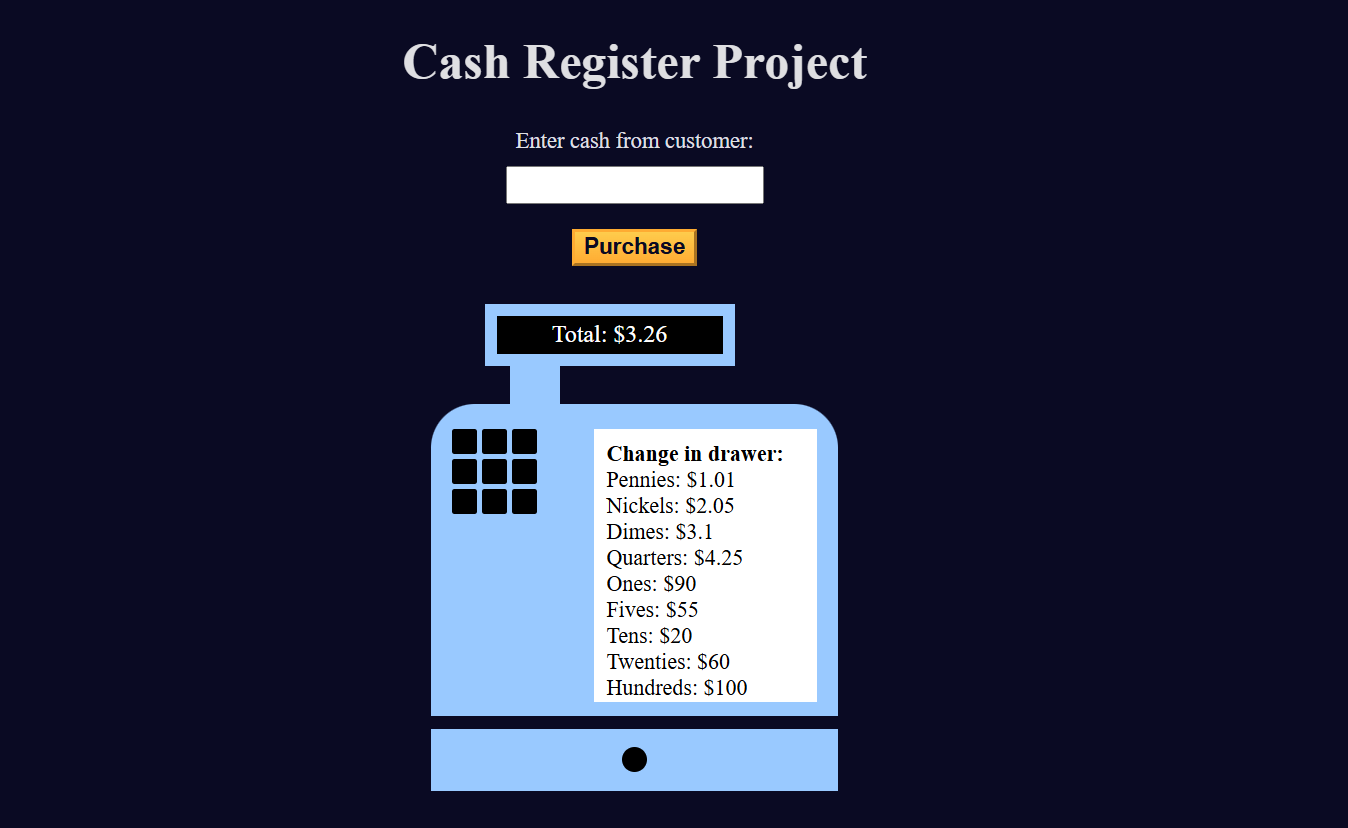 Cash Register Project
Enter cash from customer:
Purchase
Total: $3.26
Change in drawer:
Pennies: $1.01
Nickels: $2.05
Dimes: $3.1
Quarters: $4.25
Ones: $90
Fives: $55
Tens: $20
Twenties: $60
Hundreds: $100